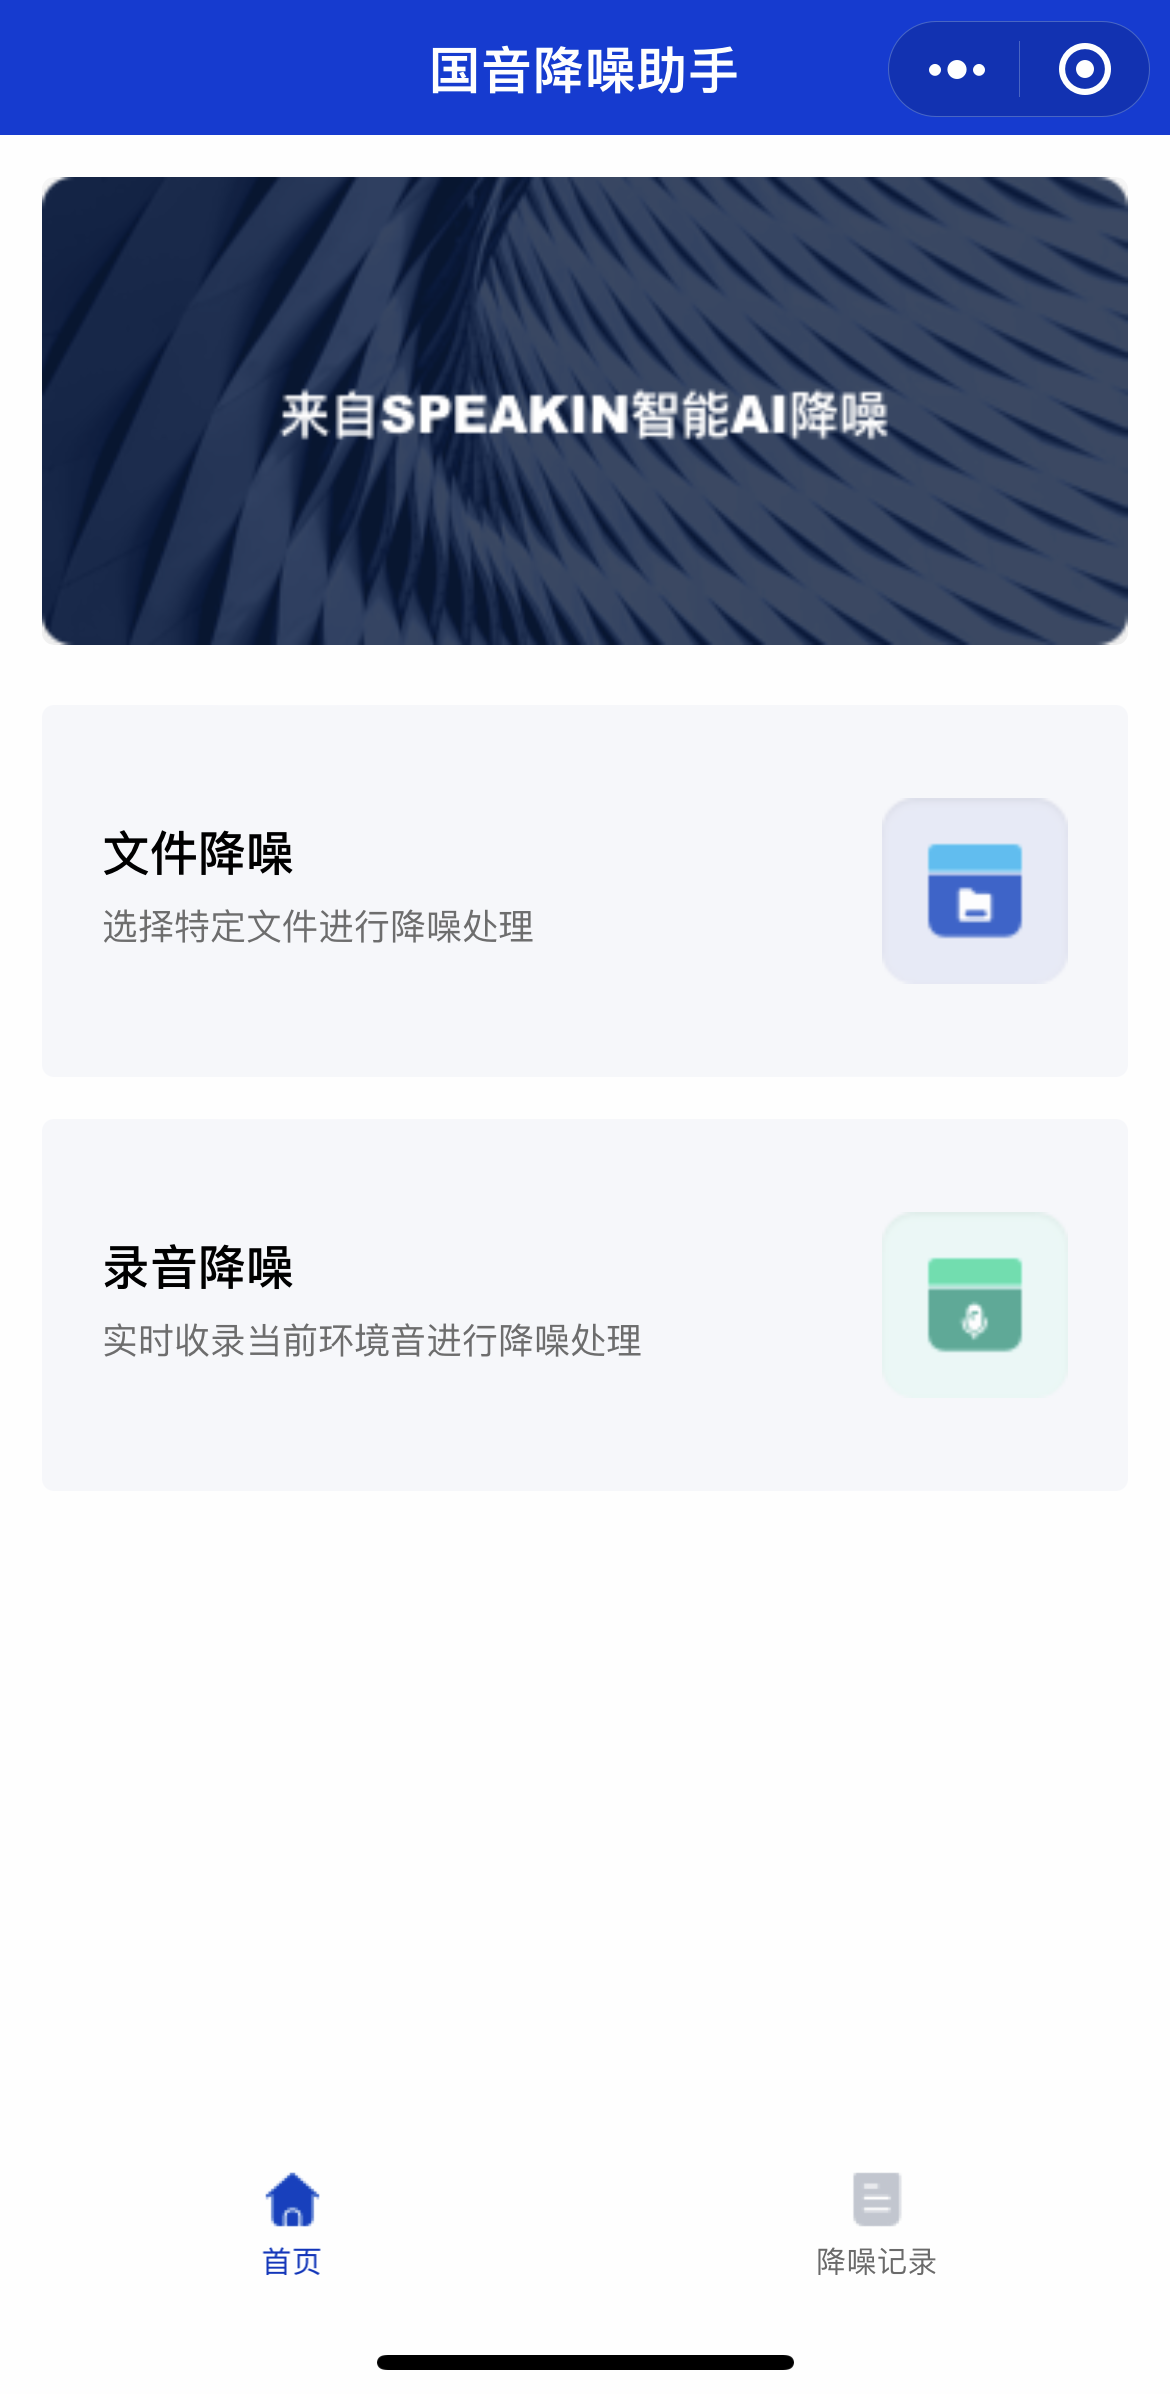 国音降噪助手
来自SPEAKIN智能AI降噪
文件降噪
选择特定文件进行降噪处理
录音降噪
实时收录当前环境音进行降噪处理
首页
降噪记录